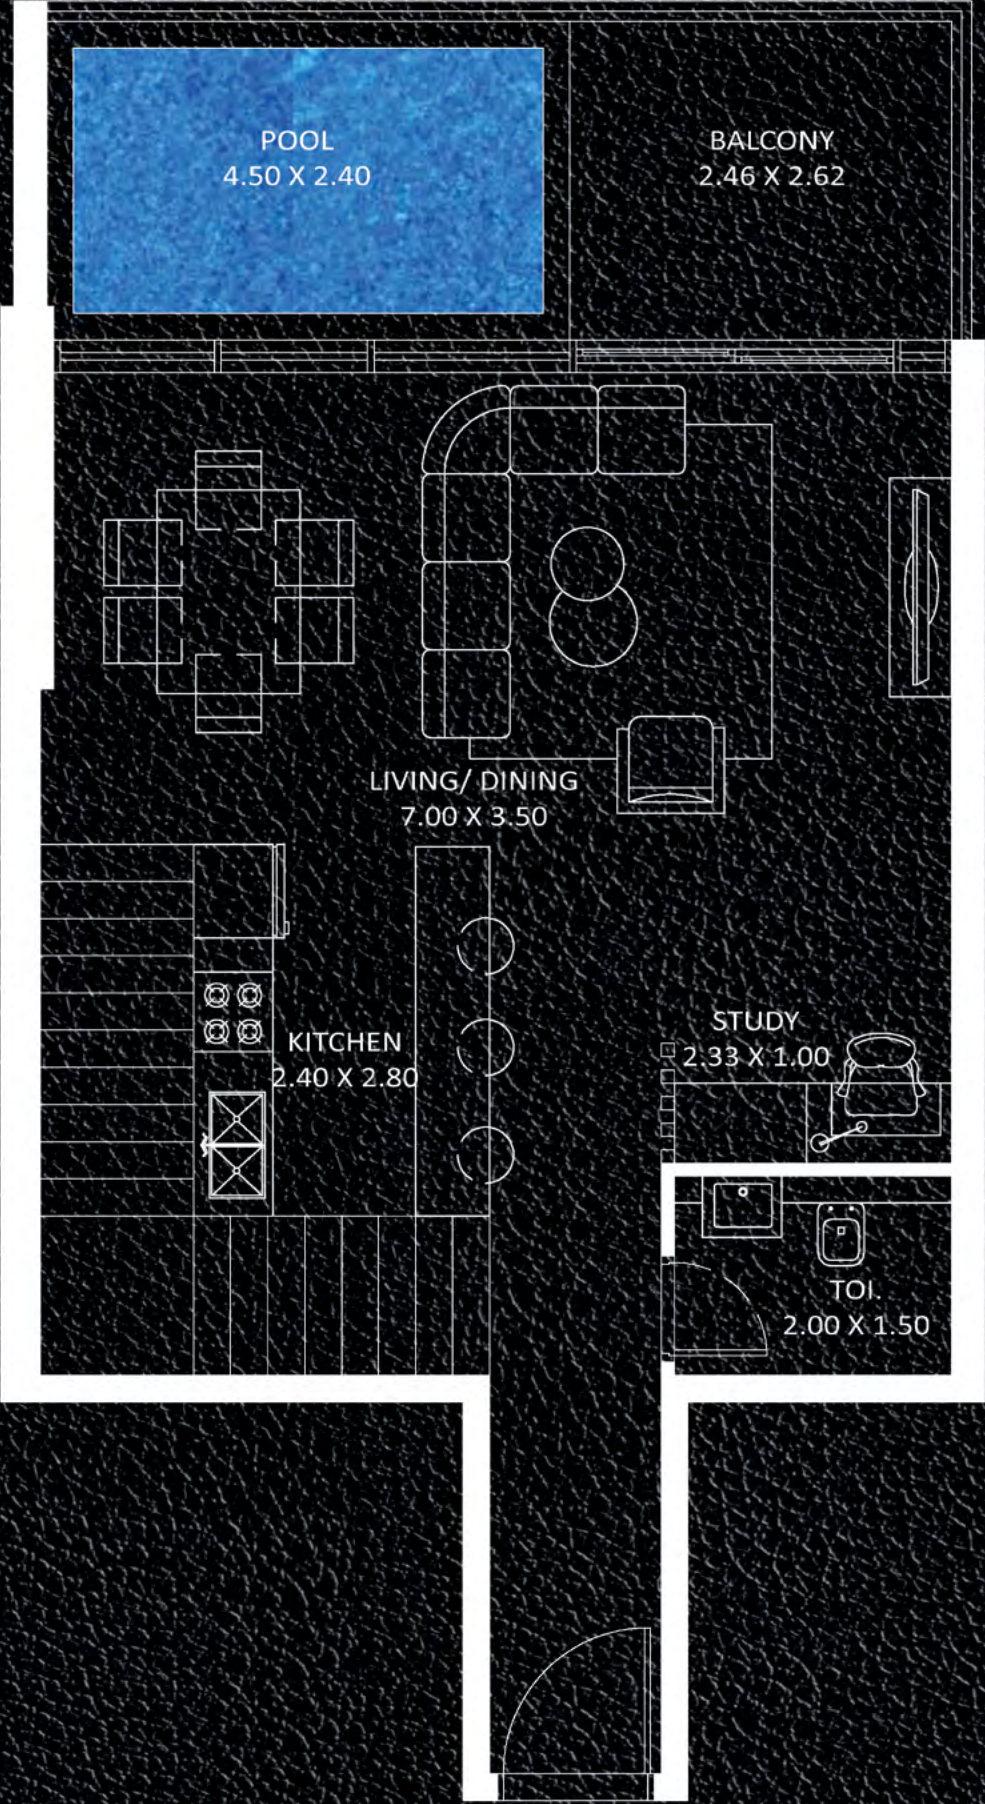 POOL
4.50 X 2.40
BALCONY
2.46 X 2.62
LIVING/ DINING
7.00 X 3.50
KITCHEN
2.40 X 2.80
STUDY
2.33 X 1.00
TOI.
2.00 X 1.50